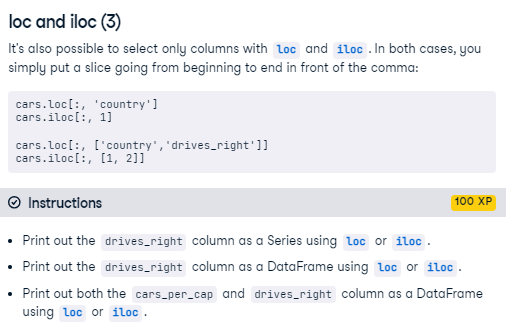 loc and iloc (3)
It's also possible to select only columns with loc and iloc. In both cases, you
simply put a slice going from beginning to end in front of the comma:
cars.loc[:, 'country']
cars.iloc[:, 1]
cars.loc[:, ['country','drives_right']]
cars.iloc[:, [1, 2]]
Instructions 100 XP
• Print out the drives_right column as a Series using loc or iloc.
• Print out the drives_right column as a DataFrame using loc or iloc.
• Print out both the cars_per_cap and drives_right column as a DataFrame
using loc or iloc.